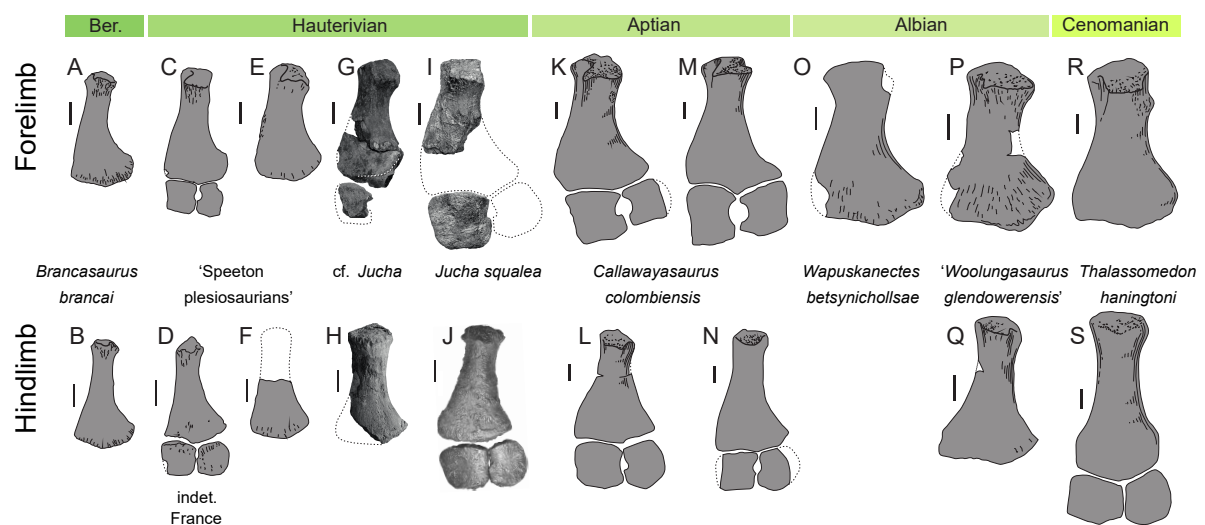 Ber. Hauterivian Aptian Albian Cenomanian
Forelimb
A C E G I K M O P R
Brancasaurus brancai
‘Speeton plesiosaurians’
cf. Jucha
Jucha squalea
Callawayasaurus colombiensis
Wapuskanectes betsynichollsae
‘Woolungasaurus glendowerensis’
Thalassomedon haningtoni
Hindlimb
B D F H J L N Q S
indet.
France